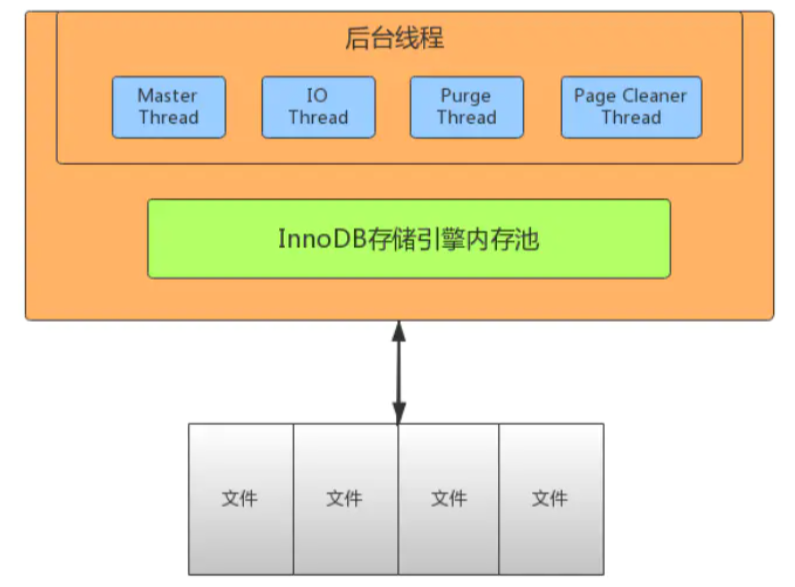 后台线程
Master
Thread
IO
Thread
Purge
Thread
Page Cleaner
Thread
InnoDB存储引擎内存池
文件
文件
文件
文件